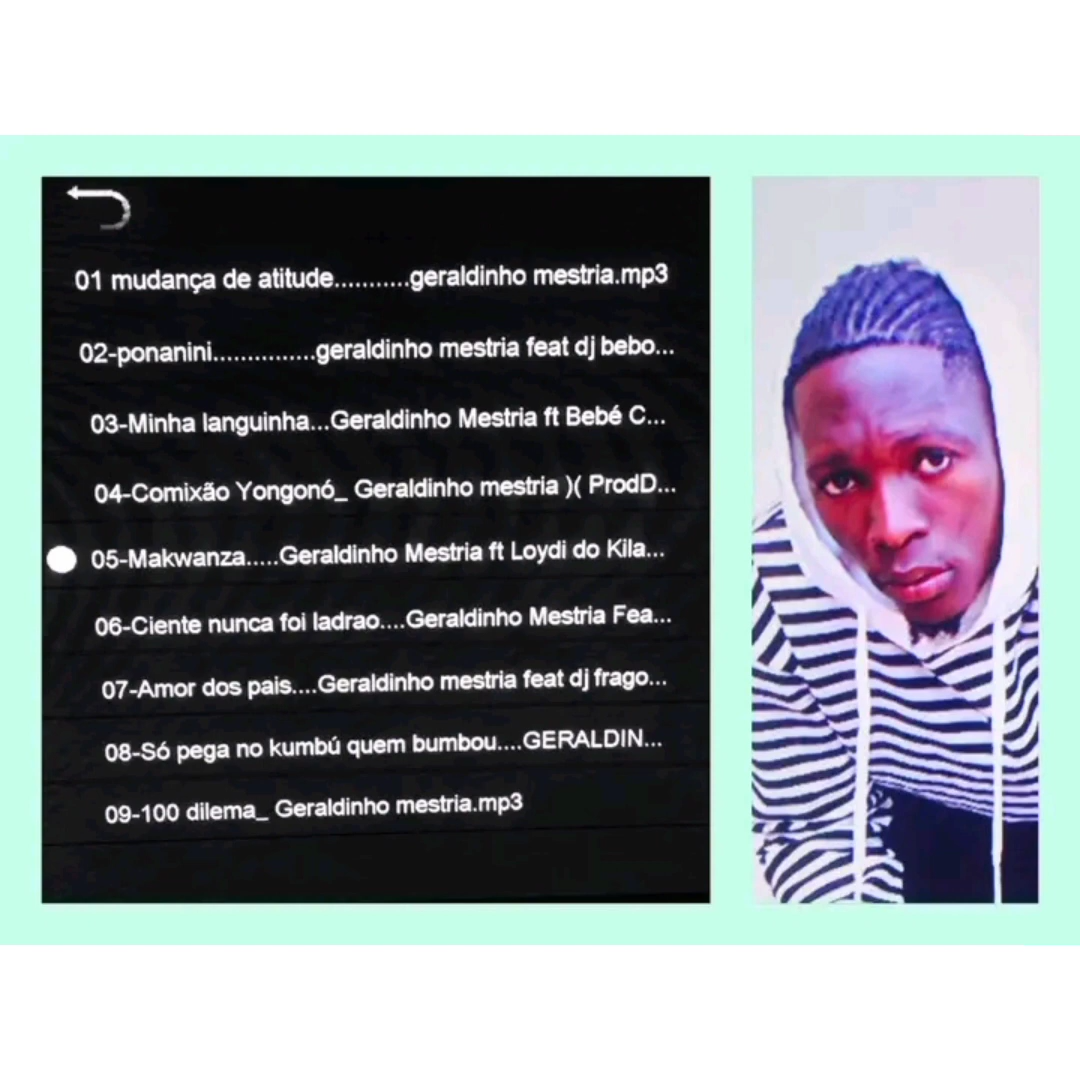 01 mudança de atitude...........geraldinho mestria.mp3
02-ponanini...............geraldinho mestria feat dj bebo...
03-Minha languinha...Geraldinho Mestria ft Bebé C...
04-Comixão Yongonó_ Geraldinho mestria )( ProdD...
05-Makwanza.....Geraldinho Mestria ft Loydi do Kila...
06-Ciente nunca foi ladrao....Geraldinho Mestria Fea...
07-Amor dos pais....Geraldinho mestria feat dj frago...
08-Só pega no kumbú quem bumbou....GERALDIN...
09-100 dilema_ Geraldinho mestria.mp3